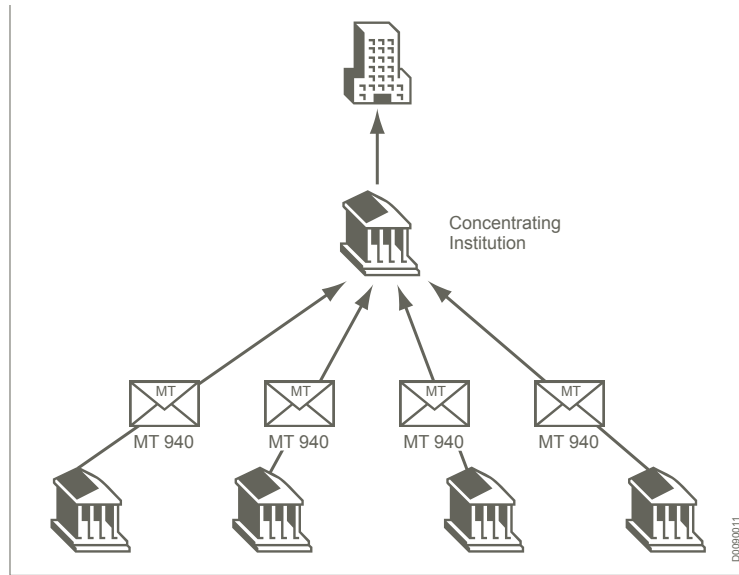 Concentrating
Institution
MT
MT
MT
MT
MT 940
MT 940
MT 940
MT 940
D0090011